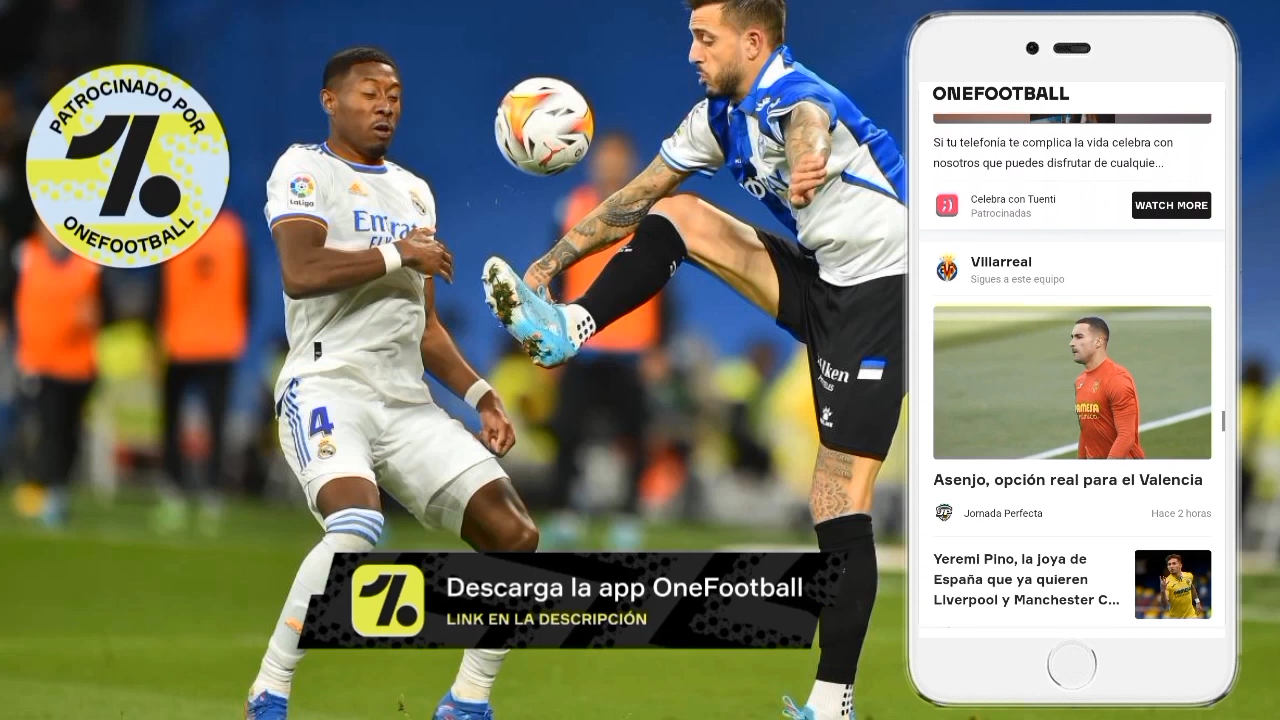 PATROCINADO POR
ONEFOOTBALL
LaLiga
Emirates
4
ONEFOOTBALL
Si tu telefonía te complica la vida celebra con
nosotros que puedes disfrutar de cualquie...
Celebra con Tuenti
Patrocinadas
WATCH MORE
Villarreal
Sigues a este equipo
PAMESA
Asenjo, opción real para el Valencia
Jornada Perfecta
Hace 2 horas
Yeremi Pino, la joya de
España que ya quieren
Liverpool y Manchester C...
Descarga la app OneFootball
LINK EN LA DESCRIPCIÓN